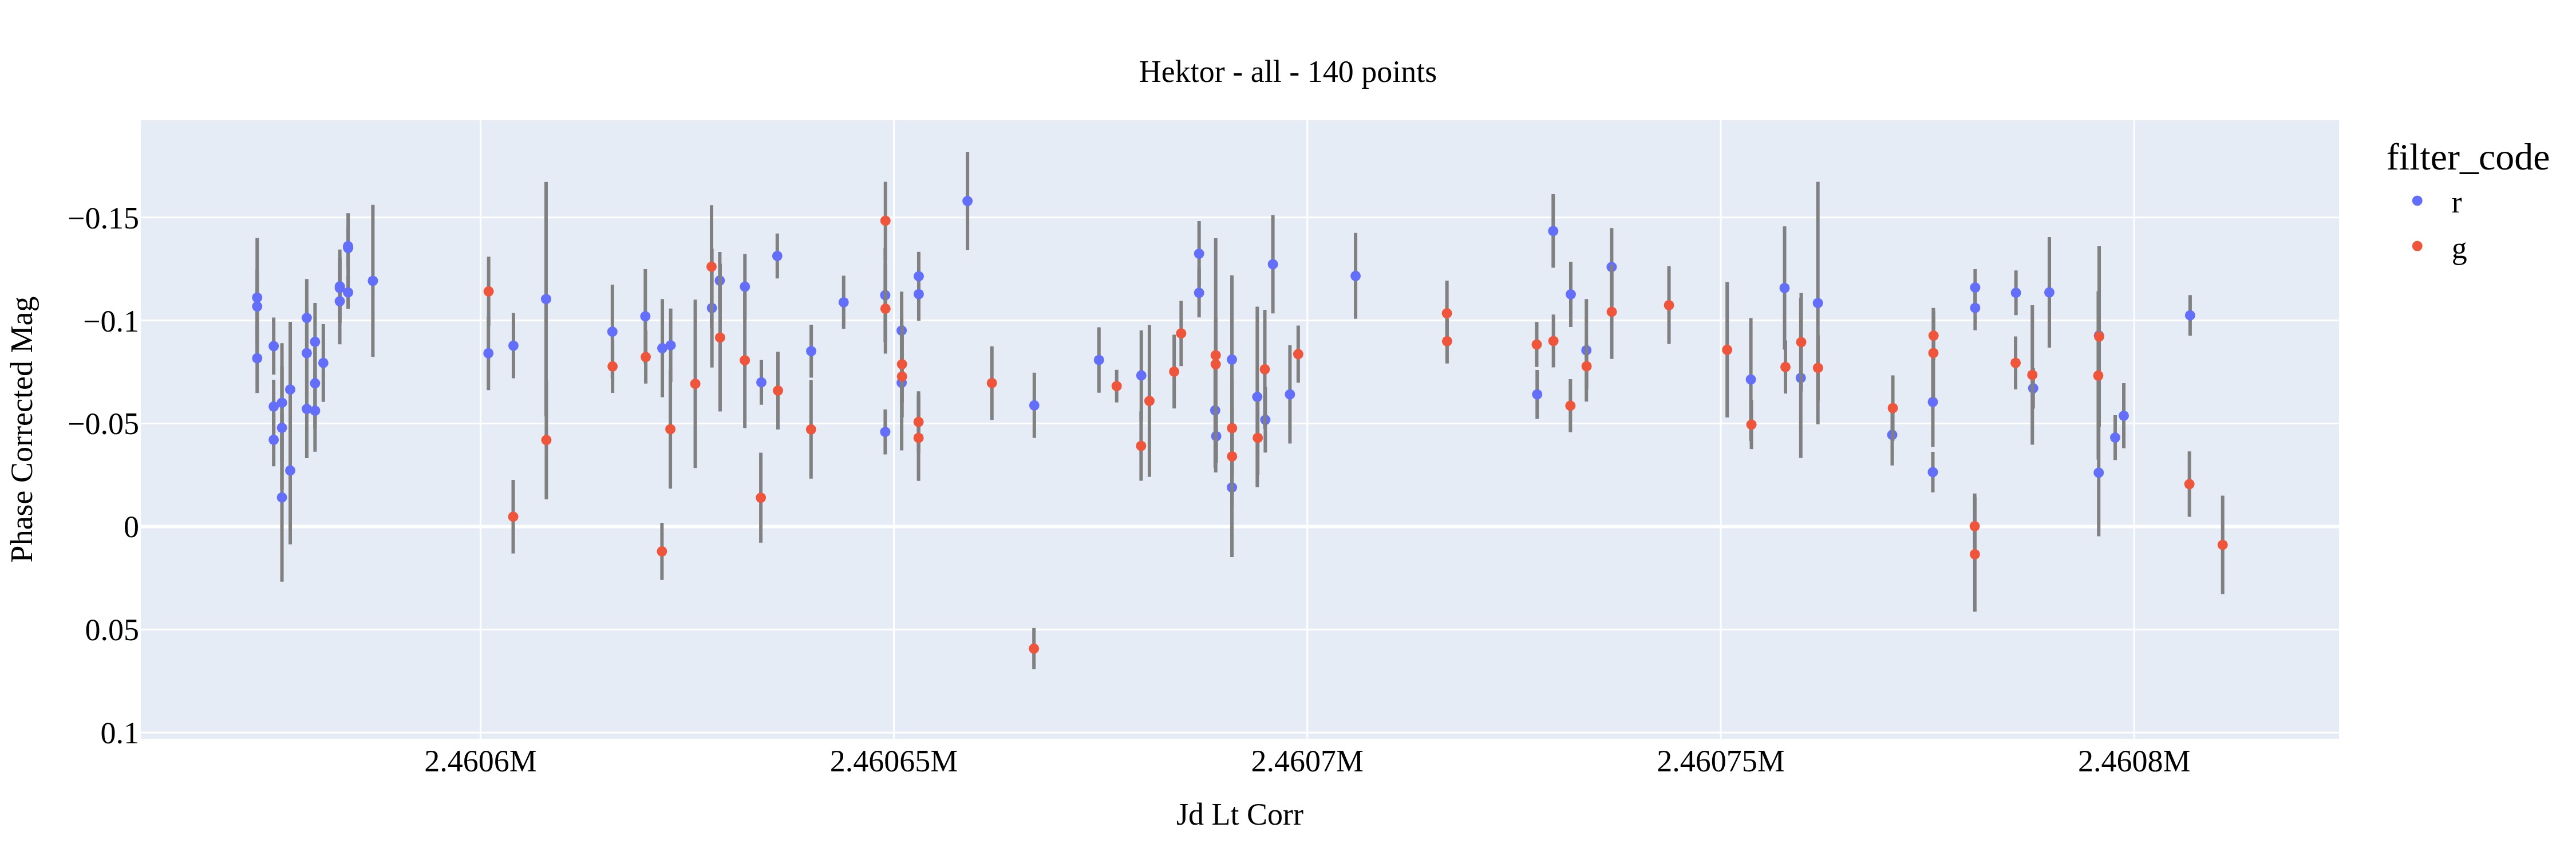 Hektor - all - 140 points
filter_code
r
g
Phase Corrected Mag
−0.15
−0.1
−0.05
0
0.05
0.1
2.4606M
2.46065M
2.4607M
2.46075M
2.4608M
Jd Lt Corr